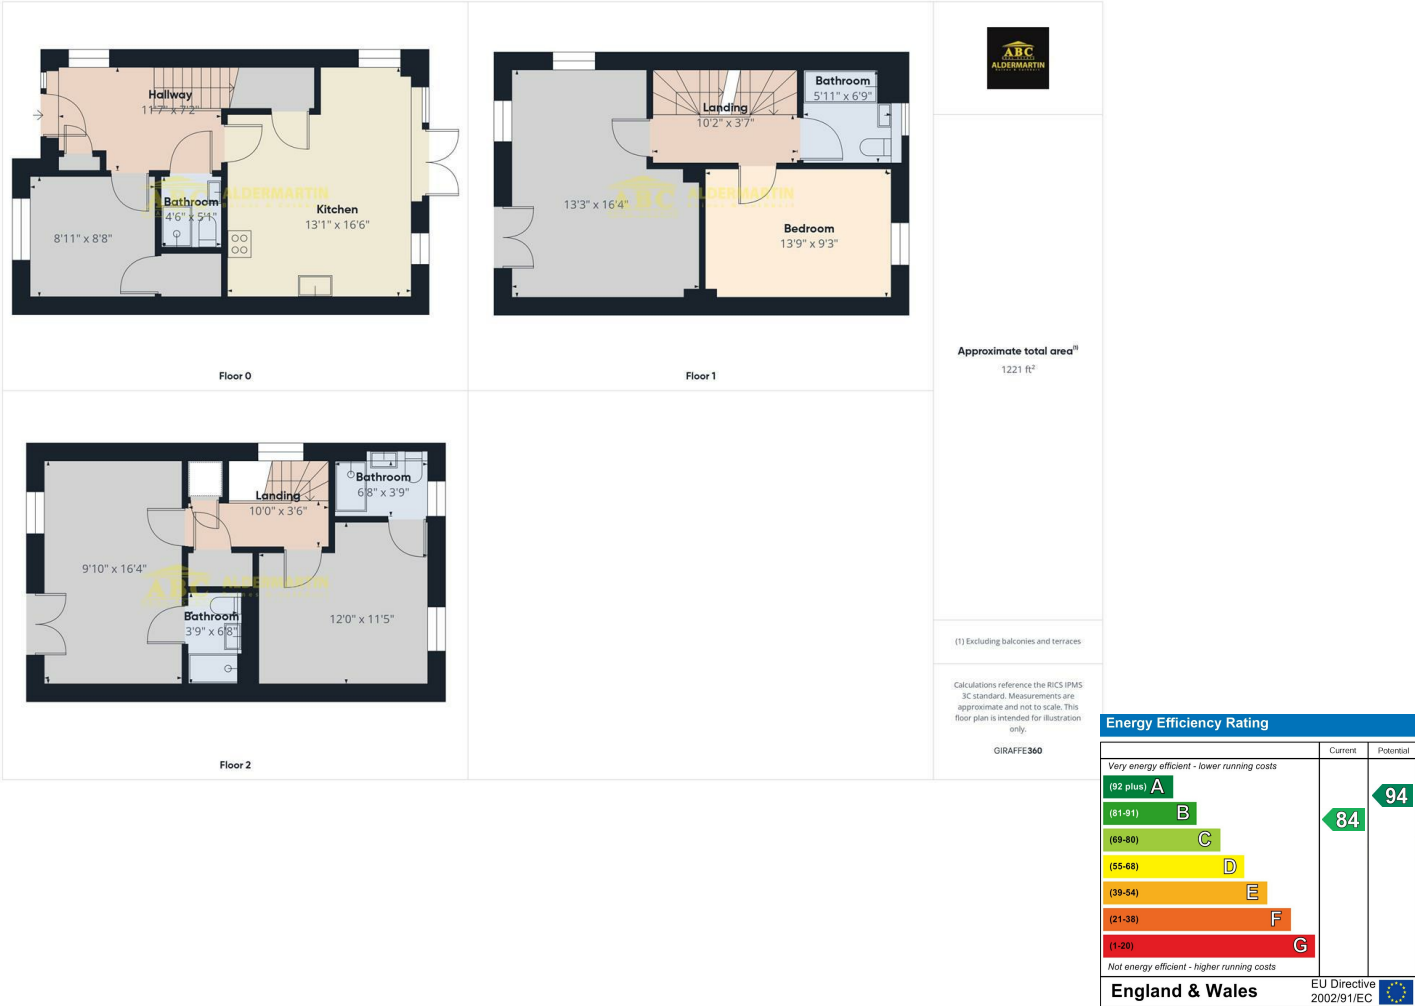 Hallway
11'7" x 7'2"
Bathroom
4'6" x 5'1"
Kitchen
13'1" x 16'6"
8'11" x 8'8"
ABC ALDERMARTIN
Floor 0
Landing
10'2" x 3'7"
Bathroom
5'11" x 6'9"
13'3" x 16'4"
Bedroom
13'9" x 9'3"
ABC ALDERMARTIN
Floor 1
Landing
10'0" x 3'6"
Bathroom
6'8" x 3'9"
9'10" x 16'4"
Bathroom
3'9" x 6'8"
12'0" x 11'5"
ABC ALDERMARTIN
Floor 2
ABC
ALDERMARTIN
Approximate total area(1)
1221 ft²
(1) Excluding balconies and terraces
Calculations reference the RICS IPMS
3C standard. Measurements are
approximate and not to scale. This
floor plan is intended for illustration
only.
GIRAFFE360
Energy Efficiency Rating
Current Potential
Very energy efficient - lower running costs
(92 plus) A
(81-91) B
(69-80) C
(55-68) D
(39-54) E
(21-38) F
(1-20) G
84
94
Not energy efficient - higher running costs
England & Wales
EU Directive
2002/91/EC